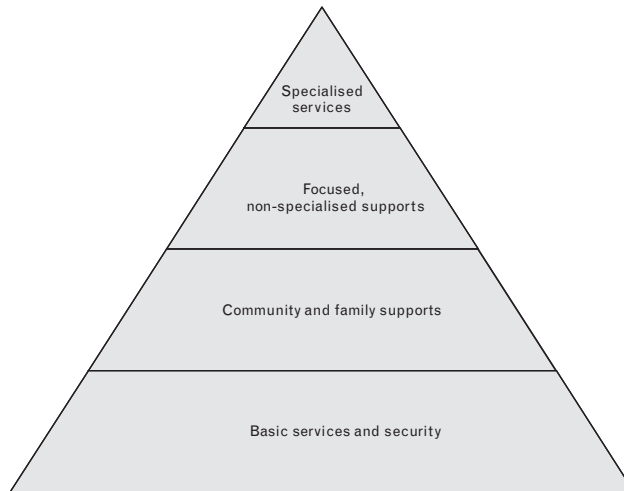 Specialised
services
Focused,
non-specialised supports
Community and family supports
Basic services and security